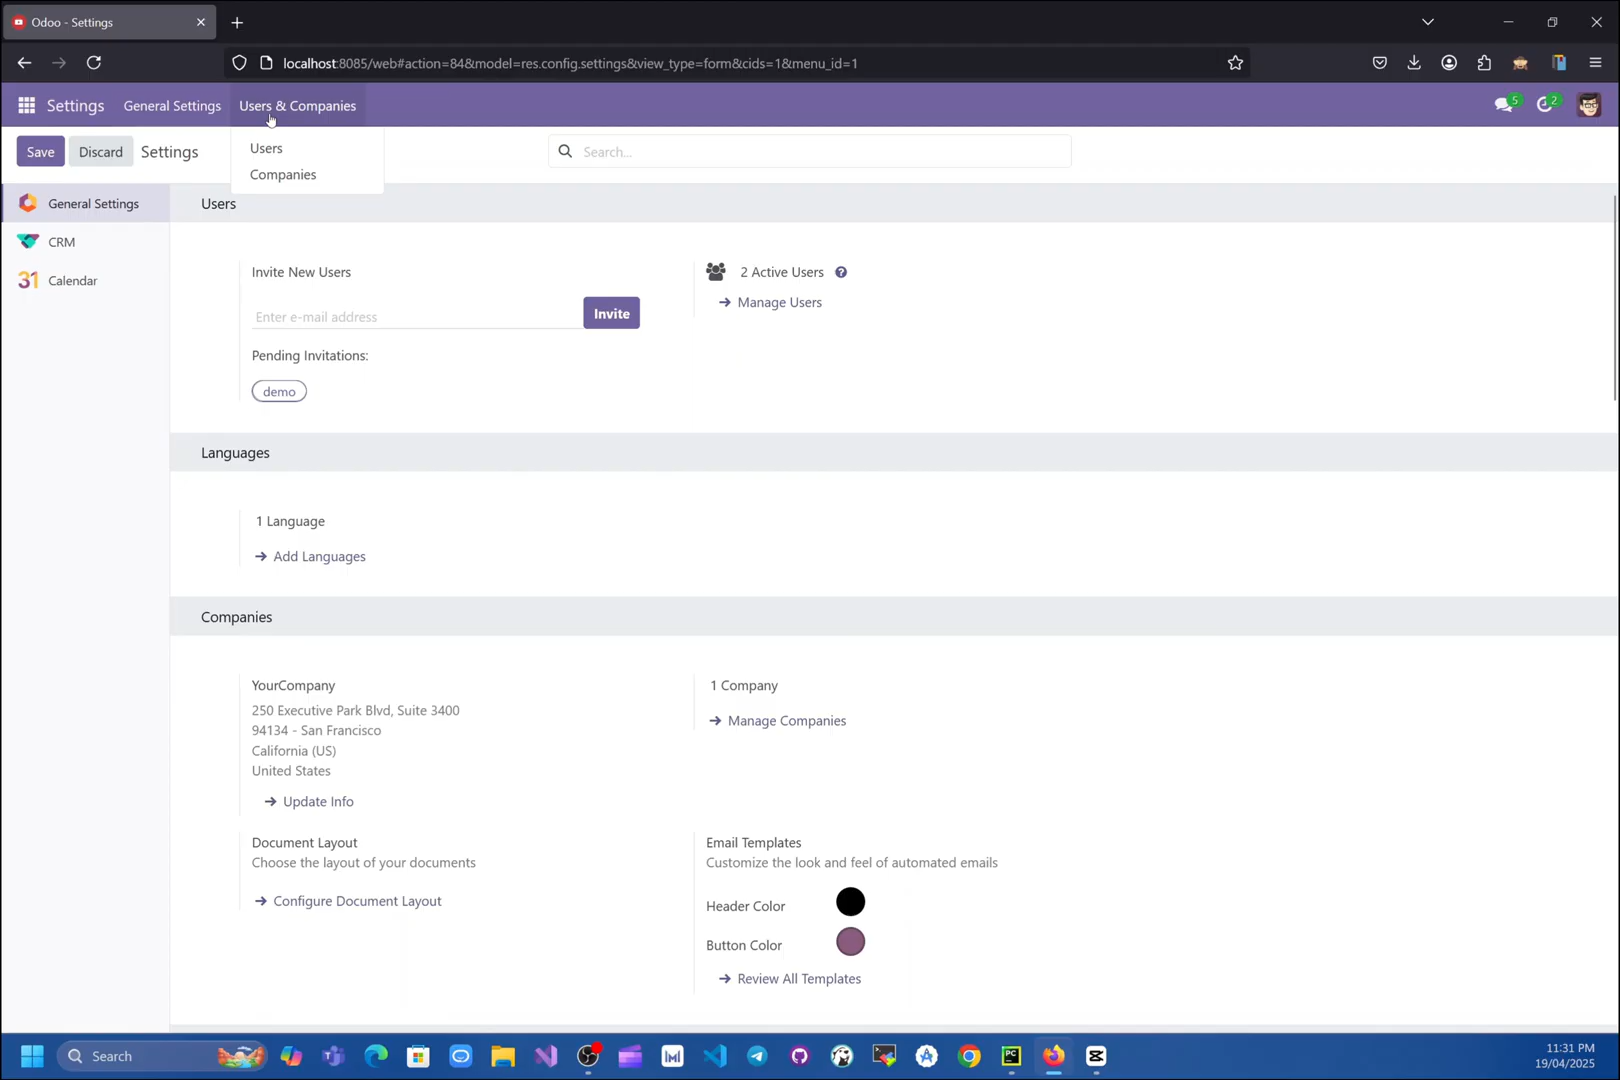 Odoo - Settings
localhost:8085/web#action=84&model=res.config.settings&view_type=form&cids=1&menu_id=1
Settings General Settings Users & Companies
5 2
Save Discard Settings
Search...
Users
Companies
General Settings
CRM
31 Calendar
Users
Invite New Users
Enter e-mail address
Invite
Pending Invitations:
demo
2 Active Users ?
Manage Users
Languages
1 Language
Add Languages
Companies
YourCompany
250 Executive Park Blvd, Suite 3400
94134 - San Francisco
California (US)
United States
Update Info
1 Company
Manage Companies
Document Layout
Choose the layout of your documents
Configure Document Layout
Email Templates
Customize the look and feel of automated emails
Header Color
Button Color
Review All Templates
Search
PC
11:31 PM
19/04/2025